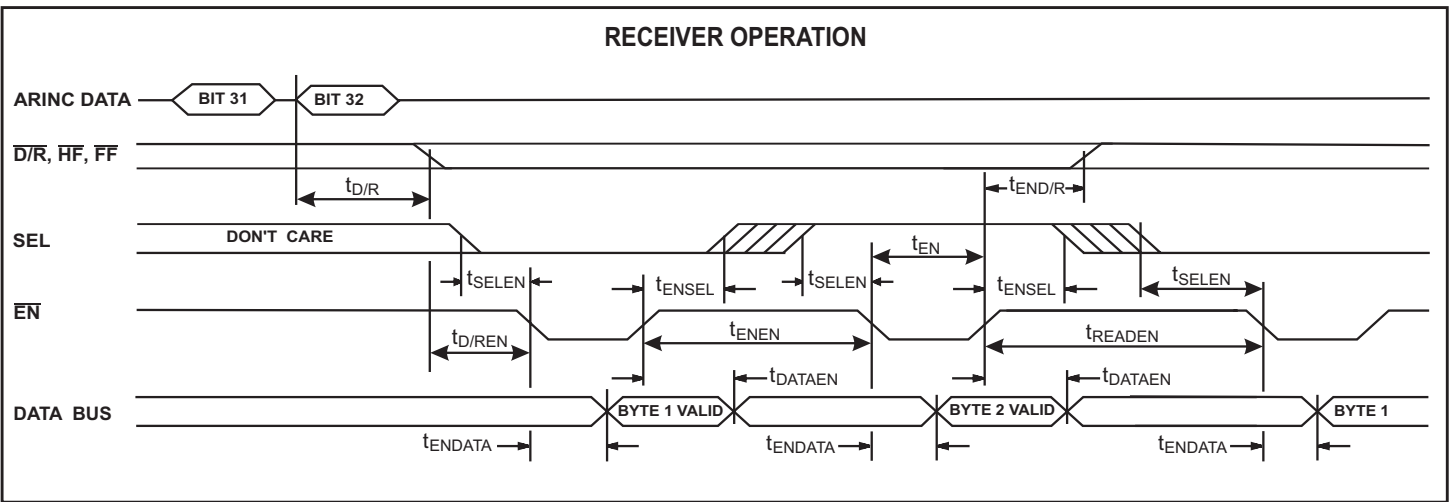 RECEIVER OPERATION
ARINC DATA
BIT 31
BIT 32
D/R, HF, FF
tD/R
tEND/R
SEL
DON'T CARE
tEN
tSELEN
tENSEL
tSELEN
tENSEL
tSELEN
EN
tD/REN
tENEN
tREADEN
tDATAEN
tDATAEN
DATA BUS
BYTE 1 VALID
BYTE 2 VALID
BYTE 1
tENDATA
tENDATA
tENDATA